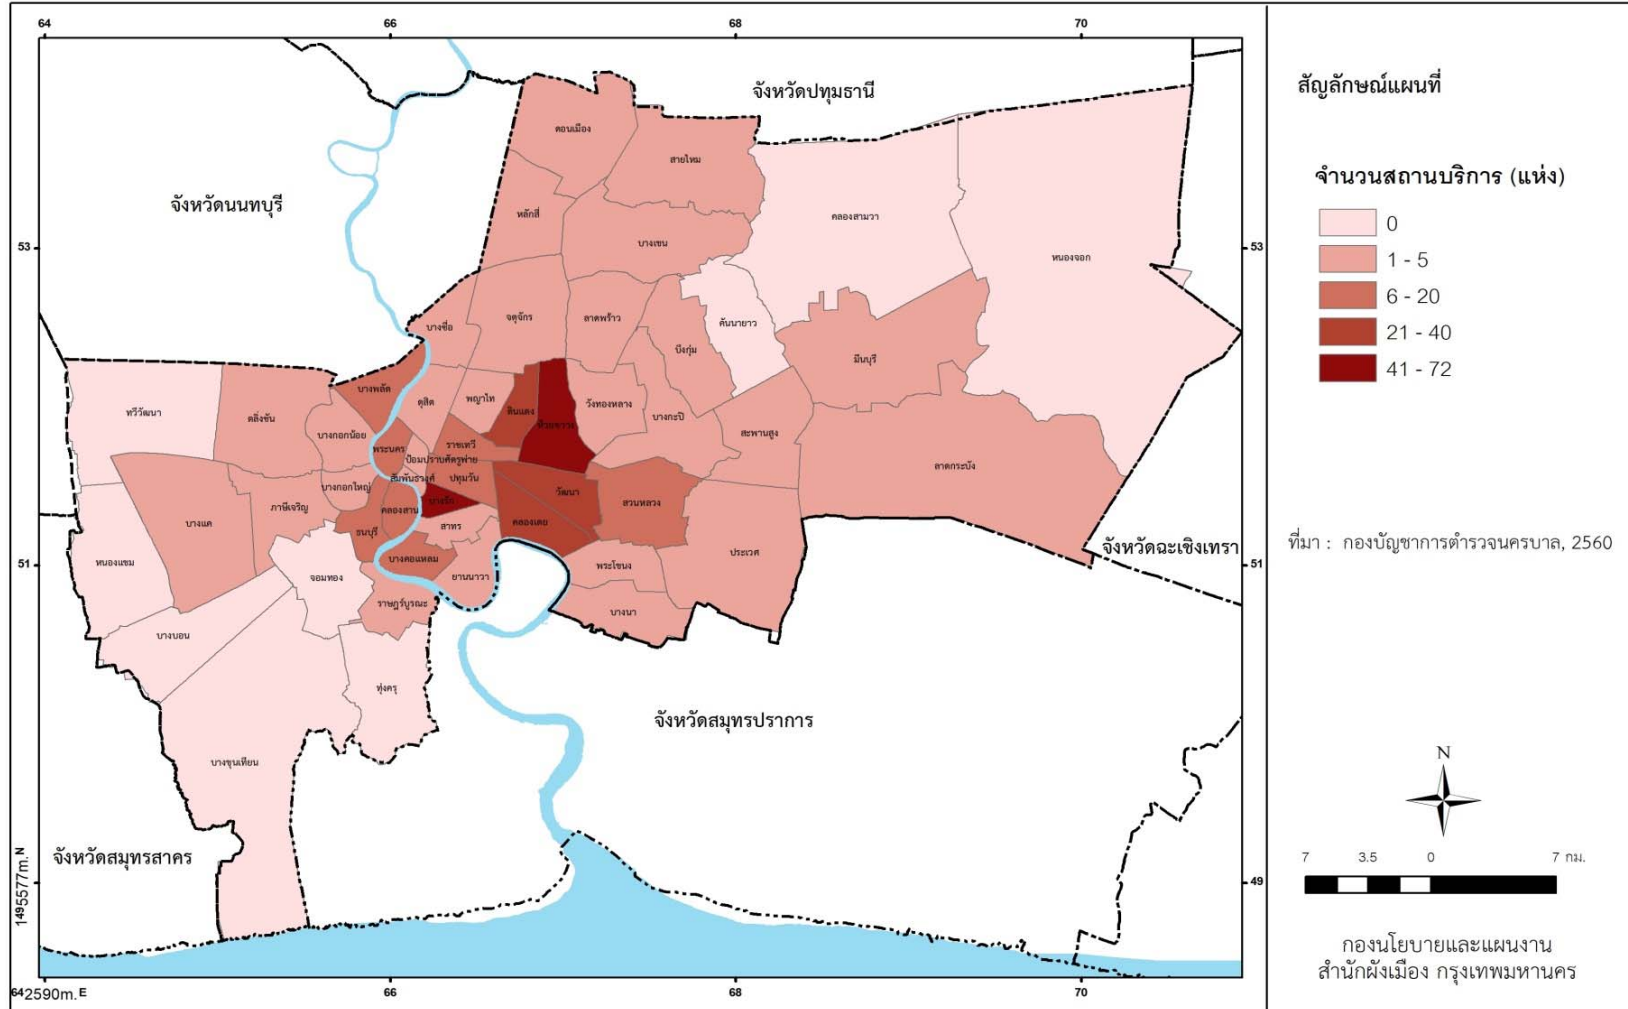 64
66
68
70
จังหวัดปทุมธานี
ดอนเมือง
สายไหม
จังหวัดนนทบุรี
หลักสี่
คลองสามวา
บางเขน
53
53
หนองจอก
จตุจักร
ลาดพร้าว
คันนายาว
บางซื่อ
บึงกุ่ม
มีนบุรี
บางพลัด
ดุสิต
พญาไท
ดินแดง
วังทองหลาง
ทวีวัฒนา
ตลิ่งชัน
ห้วยขวาง
บางกะปิ
บางกอกน้อย
สะพานสูง
พระนคร
ราชเทวี
ป้อมปราบศัตรูพ่าย
ลาดกระบัง
สัมพันธวงศ์
ปทุมวัน
บางกอกใหญ่
วัฒนา
สวนหลวง
บางรัก
ภาษีเจริญ
คลองสาน
บางแค
สาทร
คลองเตย
ธนบุรี
ประเวศ
จังหวัดฉะเชิงเทรา
บางคอแหลม
หนองแขม
พระโขนง
51
51
จอมทอง
ยานนาวา
ราษฎร์บูรณะ
บางนา
บางบอน
ทุ่งครุ
จังหวัดสมุทรปราการ
บางขุนเทียน
จังหวัดสมุทรสาคร
49
1495577m.N
642590m.E
66
68
70
สัญลักษณ์แผนที่
จำนวนสถานบริการ (แห่ง)
0
1 - 5
6 - 20
21 - 40
41 - 72
ที่มา : กองบัญชาการตำรวจนครบาล, 2560
N
7 3.5 0 7 กม.
กองนโยบายและแผนงาน
สำนักผังเมือง กรุงเทพมหานคร